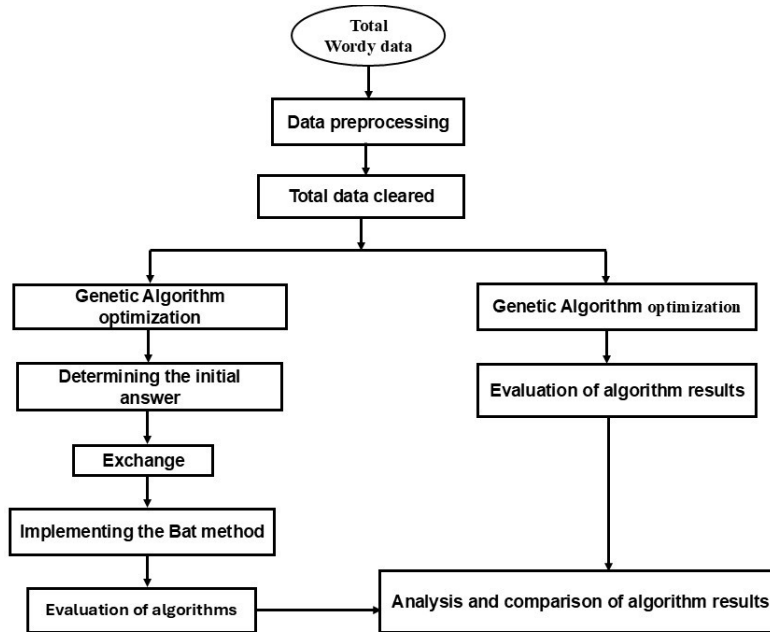 Total
Wordy data
Data preprocessing
Total data cleared
Genetic Algorithm
optimization
Determining the initial
answer
Exchange
Implementing the Bat method
Evaluation of algorithms
Genetic Algorithm optimization
Evaluation of algorithm results
Analysis and comparison of algorithm results